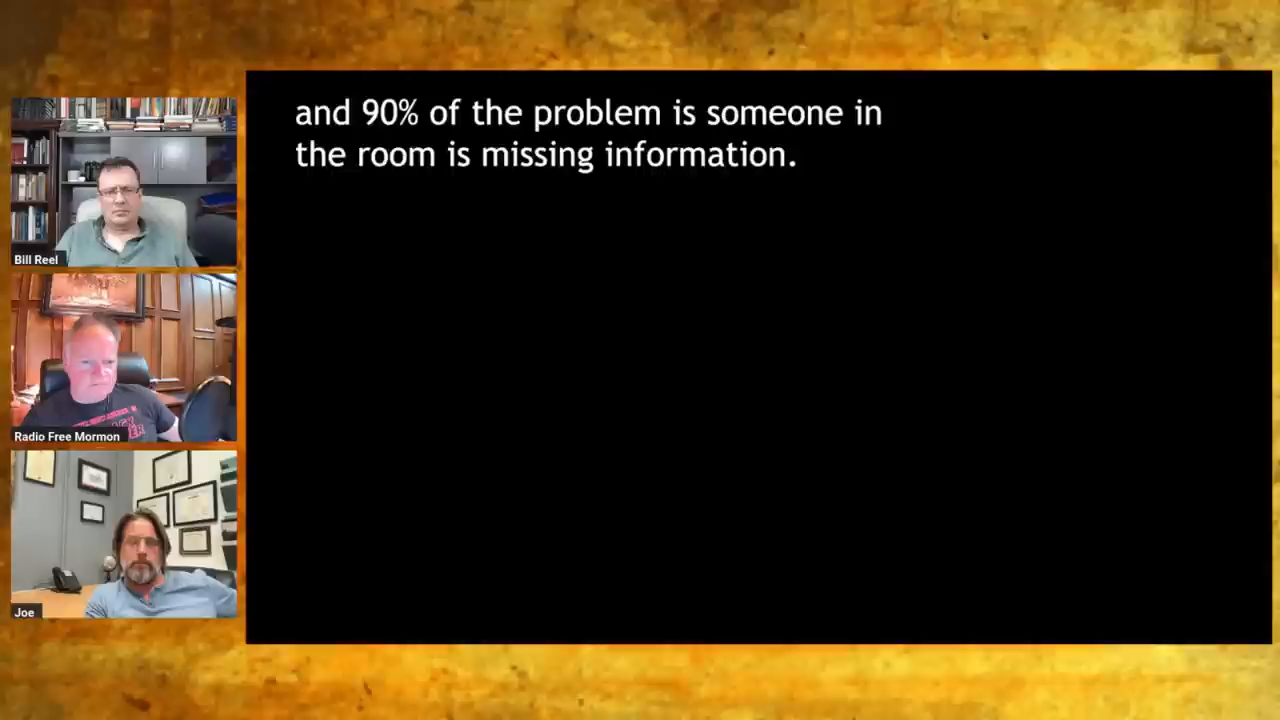 and 90% of the problem is someone in
the room is missing information.
Bill Reel
Radio Free Mormon
Joe